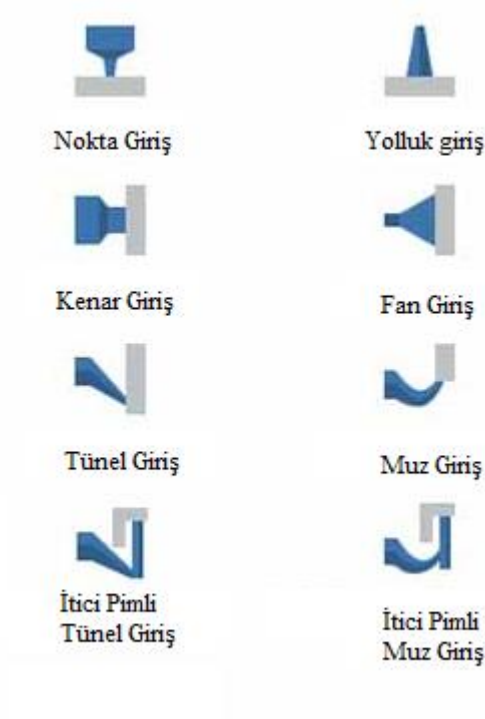 Nokta Giriş
Yolluk giriş
Kenar Giriş
Fan Giriş
Tünel Giriş
Muz Giriş
İtici Pimli
Tünel Giriş
İtici Pimli
Muz Giriş